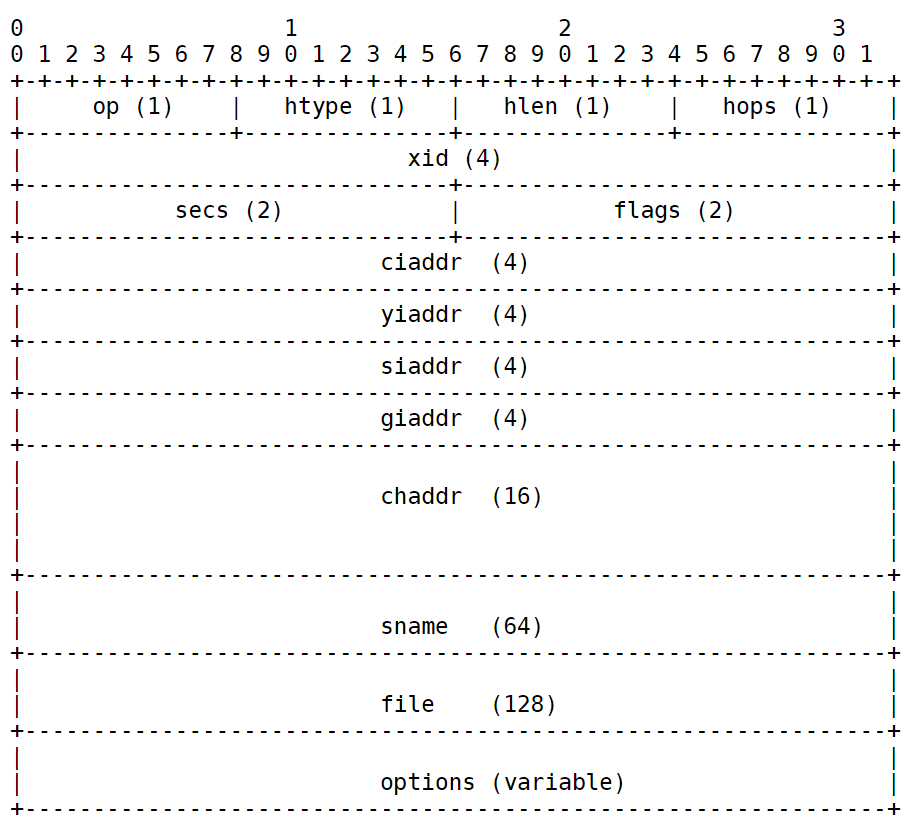 0                   1                   2                   3
0 1 2 3 4 5 6 7 8 9 0 1 2 3 4 5 6 7 8 9 0 1 2 3 4 5 6 7 8 9 0 1
+-+-+-+-+-+-+-+-+-+-+-+-+-+-+-+-+-+-+-+-+-+-+-+-+-+-+-+-+-+-+-+-+
|     op (1)    |   htype (1)   |   hlen (1)    |   hops (1)    |
+---------------+---------------+---------------+---------------+
|                            xid (4)                            |
+-------------------------------+-------------------------------+
|           secs (2)            |           flags (2)           |
+-------------------------------+-------------------------------+
|                          ciaddr  (4)                          |
+---------------------------------------------------------------+
|                          yiaddr  (4)                          |
+---------------------------------------------------------------+
|                          siaddr  (4)                          |
+---------------------------------------------------------------+
|                          giaddr  (4)                          |
+---------------------------------------------------------------+
|                                                               |
|                          chaddr  (16)                         |
|                                                               |
|                                                               |
+---------------------------------------------------------------+
|                                                               |
|                          sname   (64)                         |
+---------------------------------------------------------------+
|                                                               |
|                          file    (128)                        |
+---------------------------------------------------------------+
|                                                               |
|                          options (variable)                   |
+---------------------------------------------------------------+